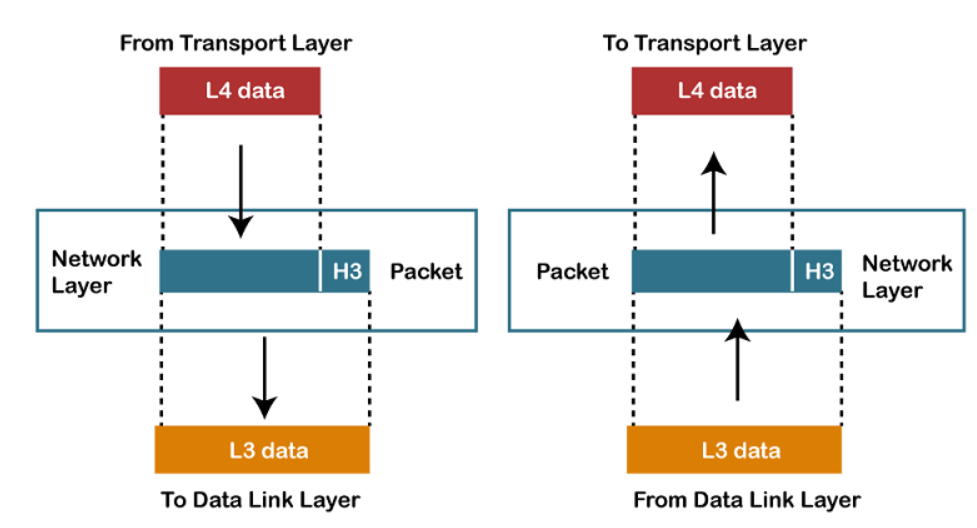 From Transport Layer
L4 data
Network
Layer
H3
Packet
L3 data
To Data Link Layer
To Transport Layer
L4 data
Packet
H3
Network
Layer
L3 data
From Data Link Layer